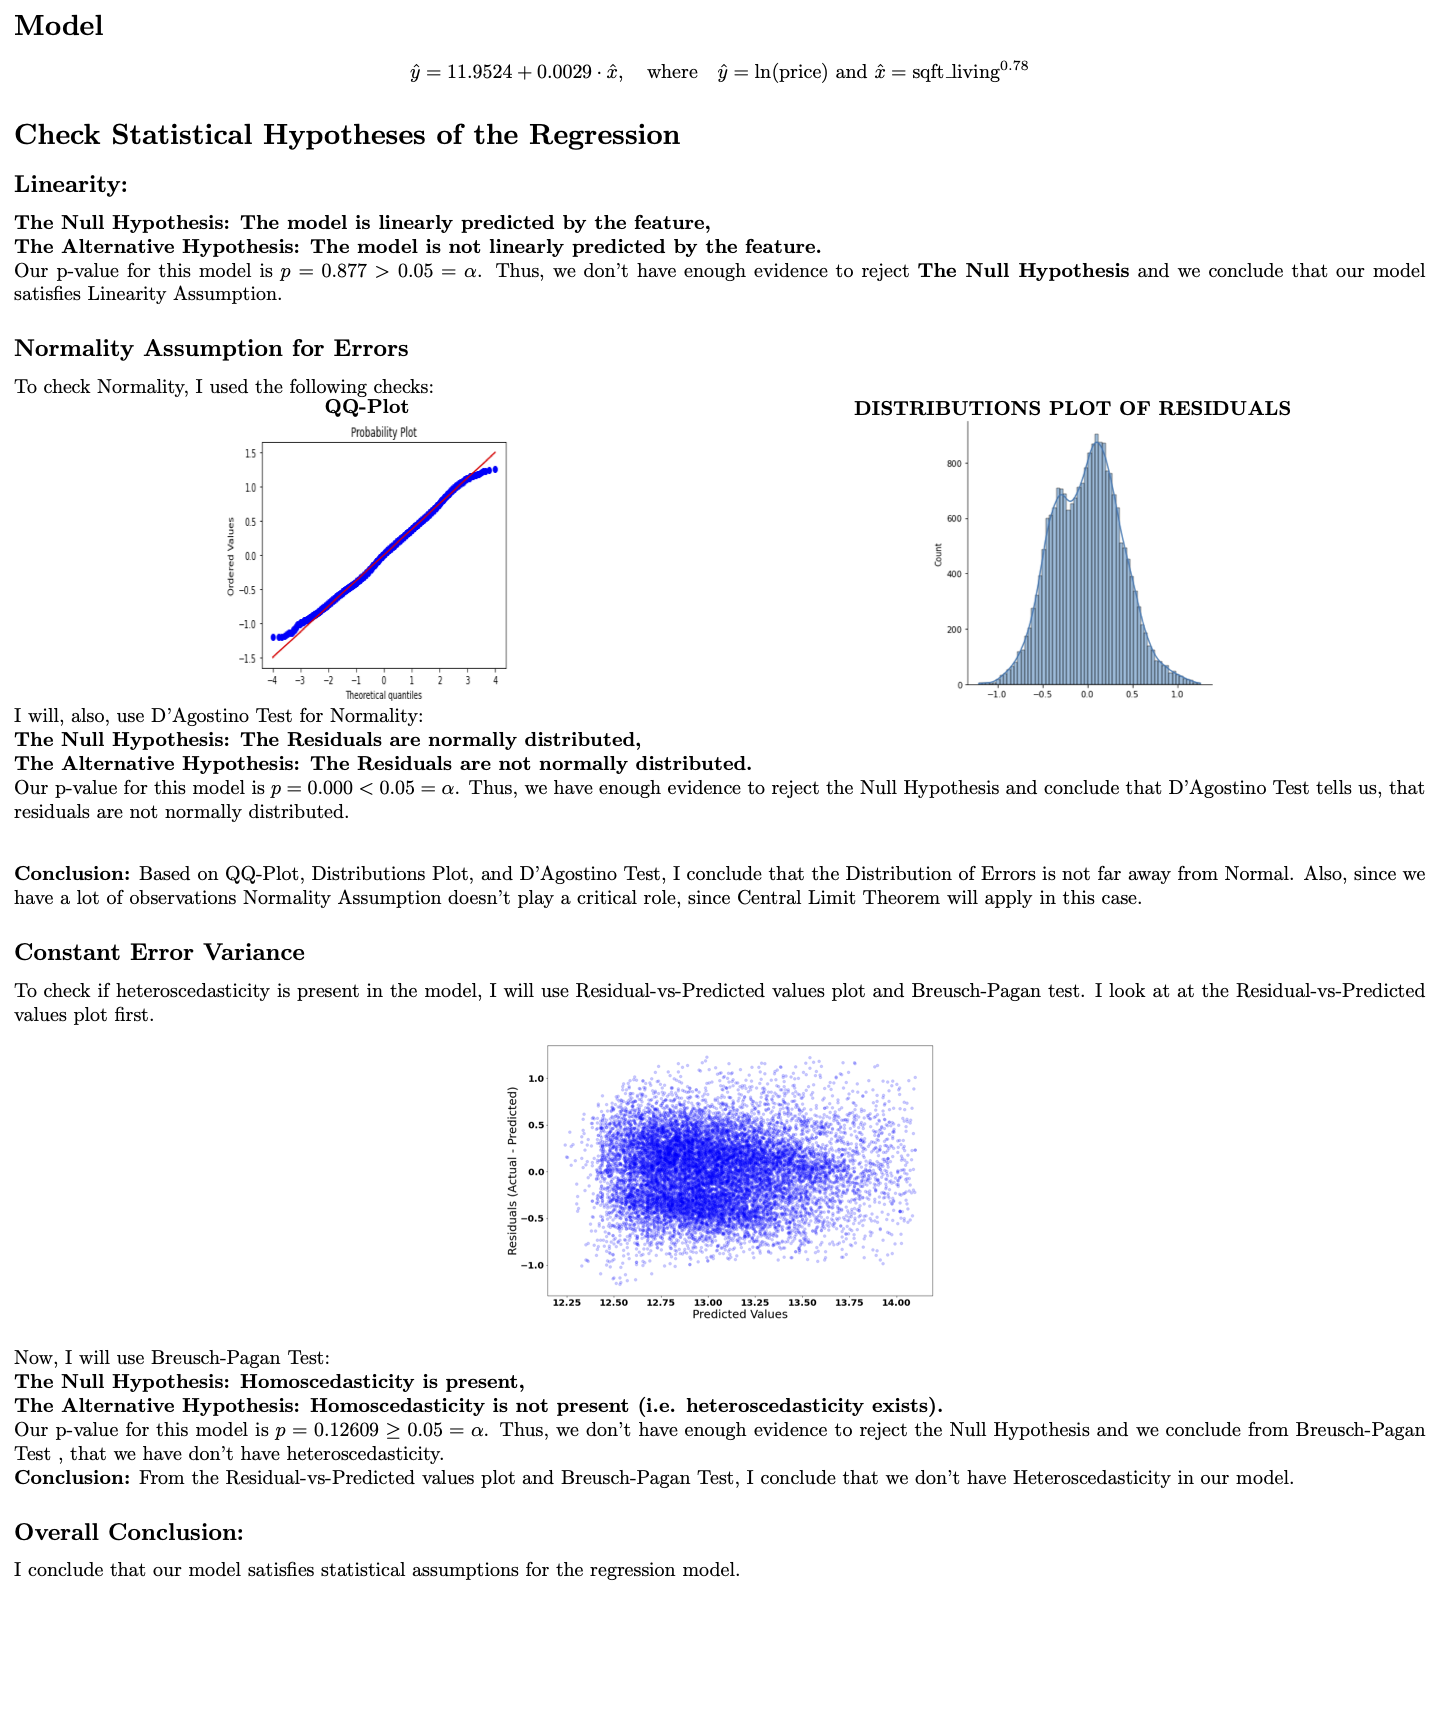 Model
ŷ = 11.9524 + 0.0029 · x̂, where ŷ = ln(price) and x̂ = sqft_living^0.78
Check Statistical Hypotheses of the Regression
Linearity:
The Null Hypothesis: The model is linearly predicted by the feature,
The Alternative Hypothesis: The model is not linearly predicted by the feature.
Our p-value for this model is p = 0.877 > 0.05 = α. Thus, we don't have enough evidence to reject The Null Hypothesis and we conclude that our model
satisfies Linearity Assumption.
Normality Assumption for Errors
To check Normality, I used the following checks:
QQ-Plot
Probability Plot
1.5
1.0
0.5
0.0
−0.5
−1.0
−1.5
Ordered Values
−4 −3 −2 −1 0 1 2 3 4
Theoretical quantiles
DISTRIBUTIONS PLOT OF RESIDUALS
800
600
400
200
0
Count
−1.0 −0.5 0.0 0.5 1.0
I will, also, use D'Agostino Test for Normality:
The Null Hypothesis: The Residuals are normally distributed,
The Alternative Hypothesis: The Residuals are not normally distributed.
Our p-value for this model is p = 0.000 < 0.05 = α. Thus, we have enough evidence to reject the Null Hypothesis and conclude that D'Agostino Test tells us, that
residuals are not normally distributed.
Conclusion: Based on QQ-Plot, Distributions Plot, and D'Agostino Test, I conclude that the Distribution of Errors is not far away from Normal. Also, since we
have a lot of observations Normality Assumption doesn't play a critical role, since Central Limit Theorem will apply in this case.
Constant Error Variance
To check if heteroscedasticity is present in the model, I will use Residual-vs-Predicted values plot and Breusch-Pagan test. I look at at the Residual-vs-Predicted
values plot first.
1.0
0.5
0.0
−0.5
−1.0
Residuals (Actual - Predicted)
12.25 12.50 12.75 13.00 13.25 13.50 13.75 14.00
Predicted Values
Now, I will use Breusch-Pagan Test:
The Null Hypothesis: Homoscedasticity is present,
The Alternative Hypothesis: Homoscedasticity is not present (i.e. heteroscedasticity exists).
Our p-value for this model is p = 0.12609 ≥ 0.05 = α. Thus, we don't have enough evidence to reject the Null Hypothesis and we conclude from Breusch-Pagan
Test , that we have don't have heteroscedasticity.
Conclusion: From the Residual-vs-Predicted values plot and Breusch-Pagan Test, I conclude that we don't have Heteroscedasticity in our model.
Overall Conclusion:
I conclude that our model satisfies statistical assumptions for the regression model.